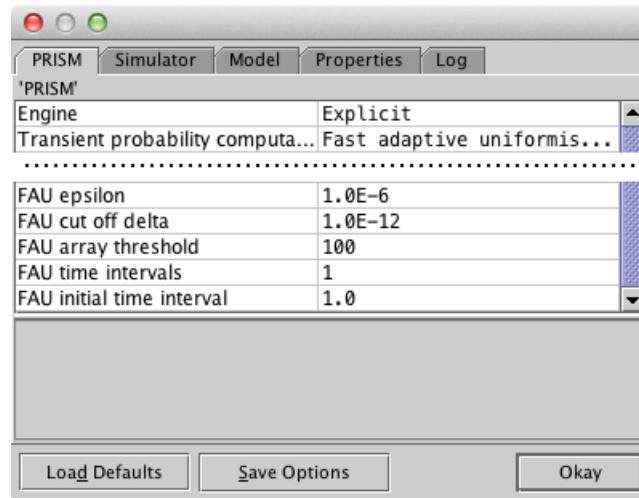 PRISM Simulator Model Properties Log
'PRISM'
Engine Explicit
Transient probability computa... Fast adaptive uniformis...
FAU epsilon 1.0E-6
FAU cut off delta 1.0E-12
FAU array threshold 100
FAU time intervals 1
FAU initial time interval 1.0
Load Defaults Save Options Okay